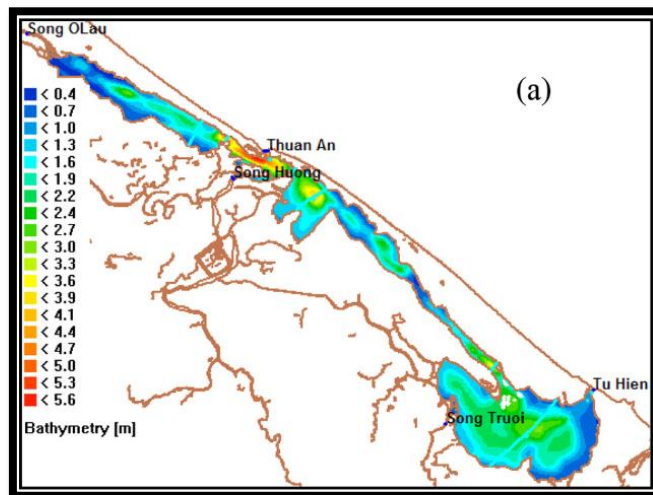 Song OLau
(a)
Thuan An
Song Huong
< 0.4
< 0.7
< 1.0
< 1.3
< 1.6
< 1.9
< 2.2
< 2.4
< 2.7
< 3.0
< 3.3
< 3.6
< 3.9
< 4.1
< 4.4
< 4.7
< 5.0
< 5.3
< 5.6
Bathymetry [m]
Tu Hien
Song Truoi